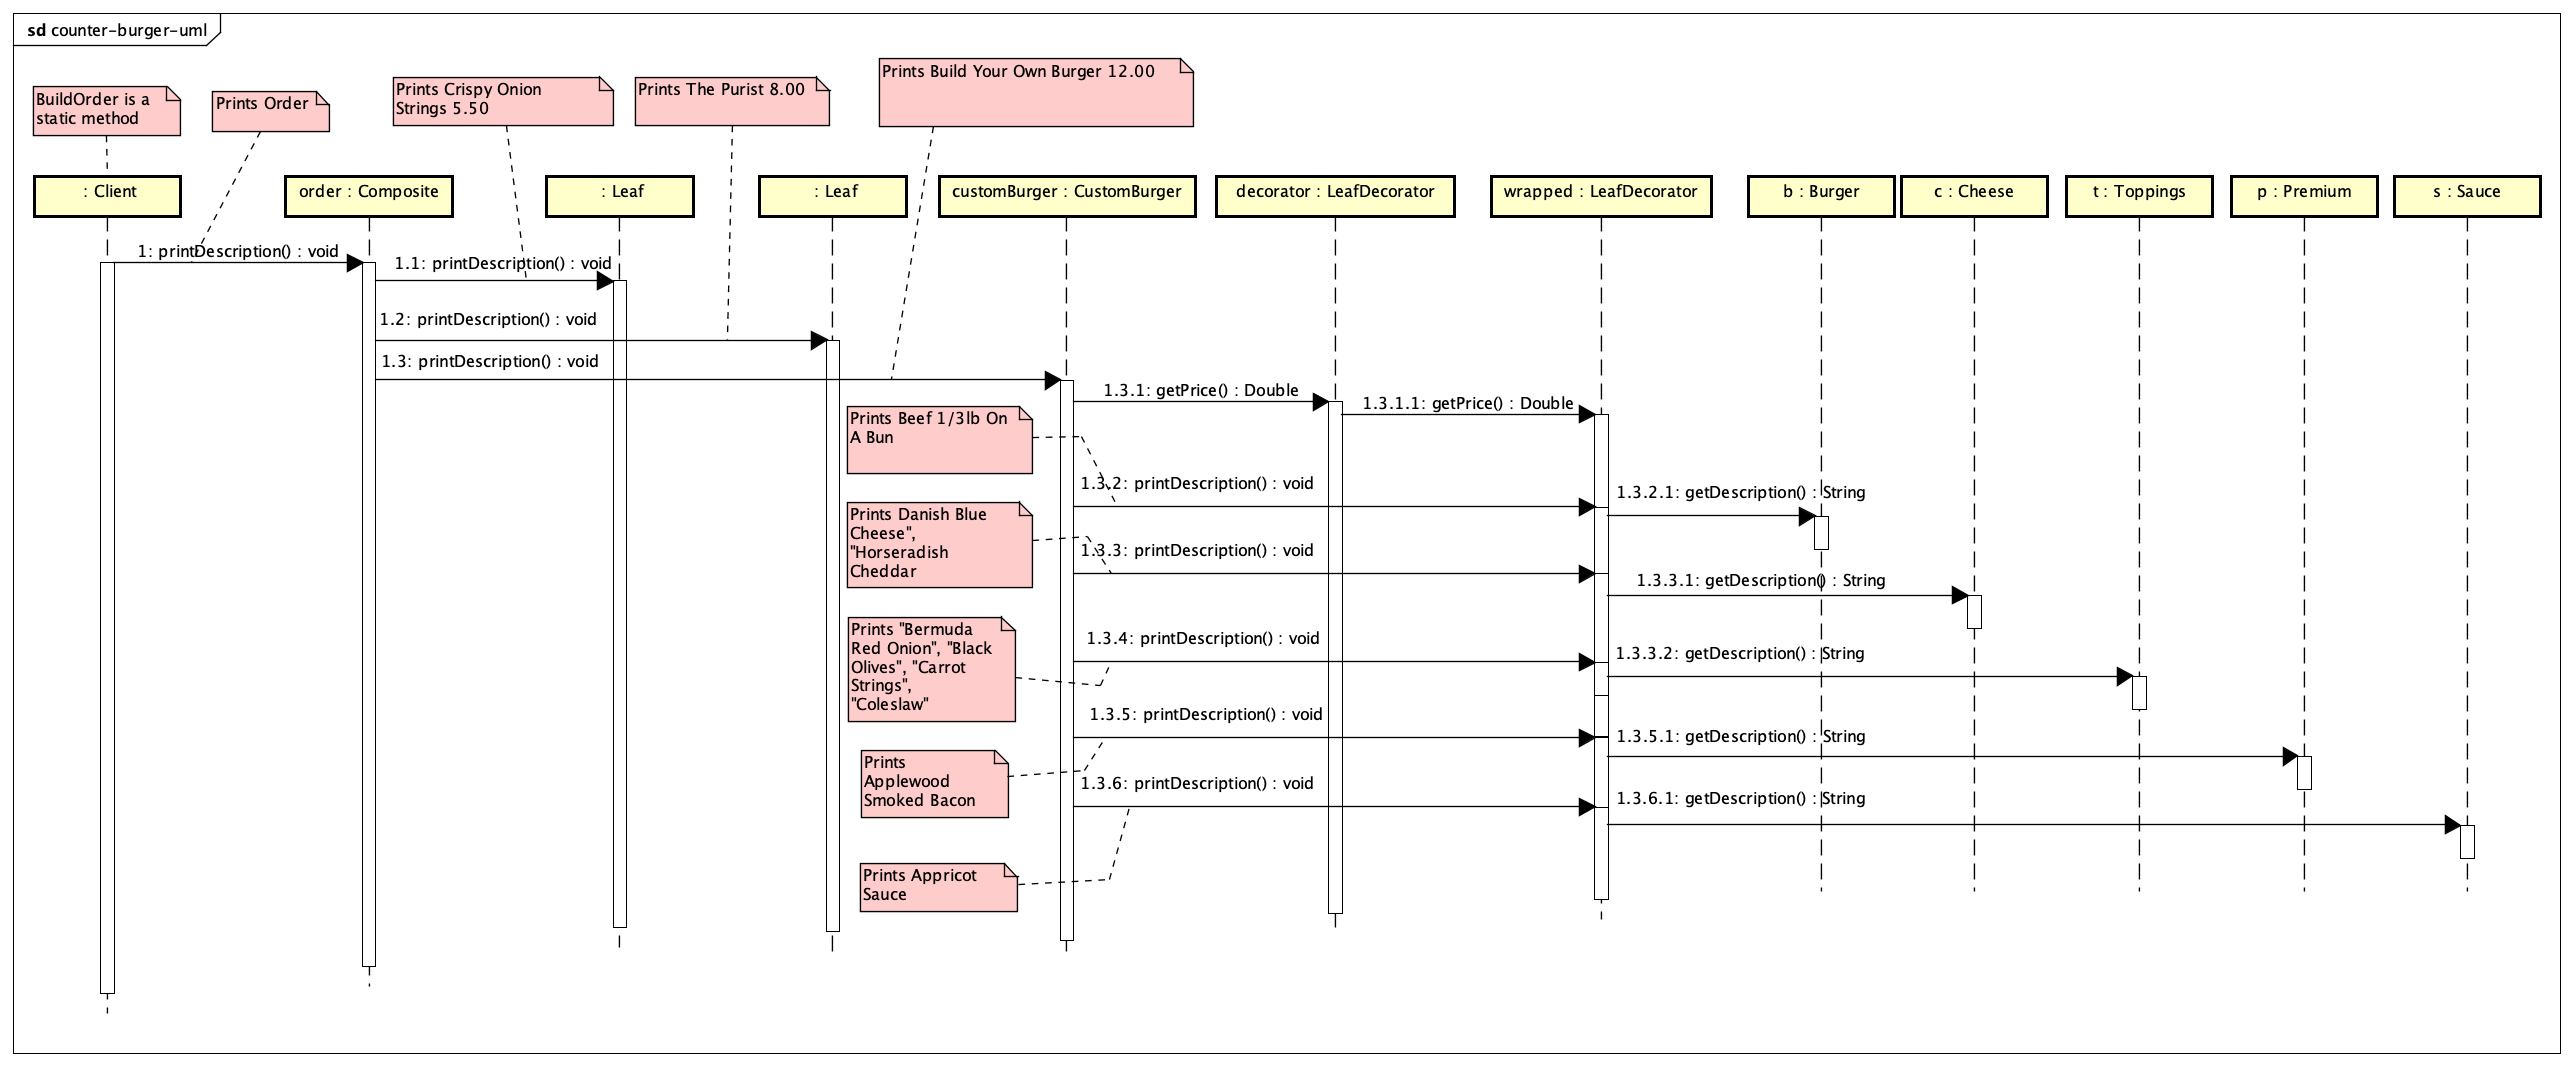 sd counter-burger-uml
BuildOrder is a
static method
Prints Order
Prints Crispy Onion
Strings 5.50
Prints The Purist 8.00
Prints Build Your Own Burger 12.00
: Client
order : Composite
: Leaf
: Leaf
customBurger : CustomBurger
decorator : LeafDecorator
wrapped : LeafDecorator
b : Burger
c : Cheese
t : Toppings
p : Premium
s : Sauce
1: printDescription() : void
1.1: printDescription() : void
1.2: printDescription() : void
1.3: printDescription() : void
1.3.1: getPrice() : Double
1.3.1.1: getPrice() : Double
Prints Beef 1/3lb On
A Bun
1.3.2: printDescription() : void
1.3.2.1: getDescription() : String
Prints Danish Blue
Cheese",
"Horseradish
Cheddar
1.3.3: printDescription() : void
1.3.3.1: getDescription() : String
Prints "Bermuda
Red Onion", "Black
Olives", "Carrot
Strings",
"Coleslaw"
1.3.4: printDescription() : void
1.3.3.2: getDescription() : String
1.3.5: printDescription() : void
1.3.5.1: getDescription() : String
Prints
Applewood
Smoked Bacon
1.3.6: printDescription() : void
1.3.6.1: getDescription() : String
Prints Appricot
Sauce